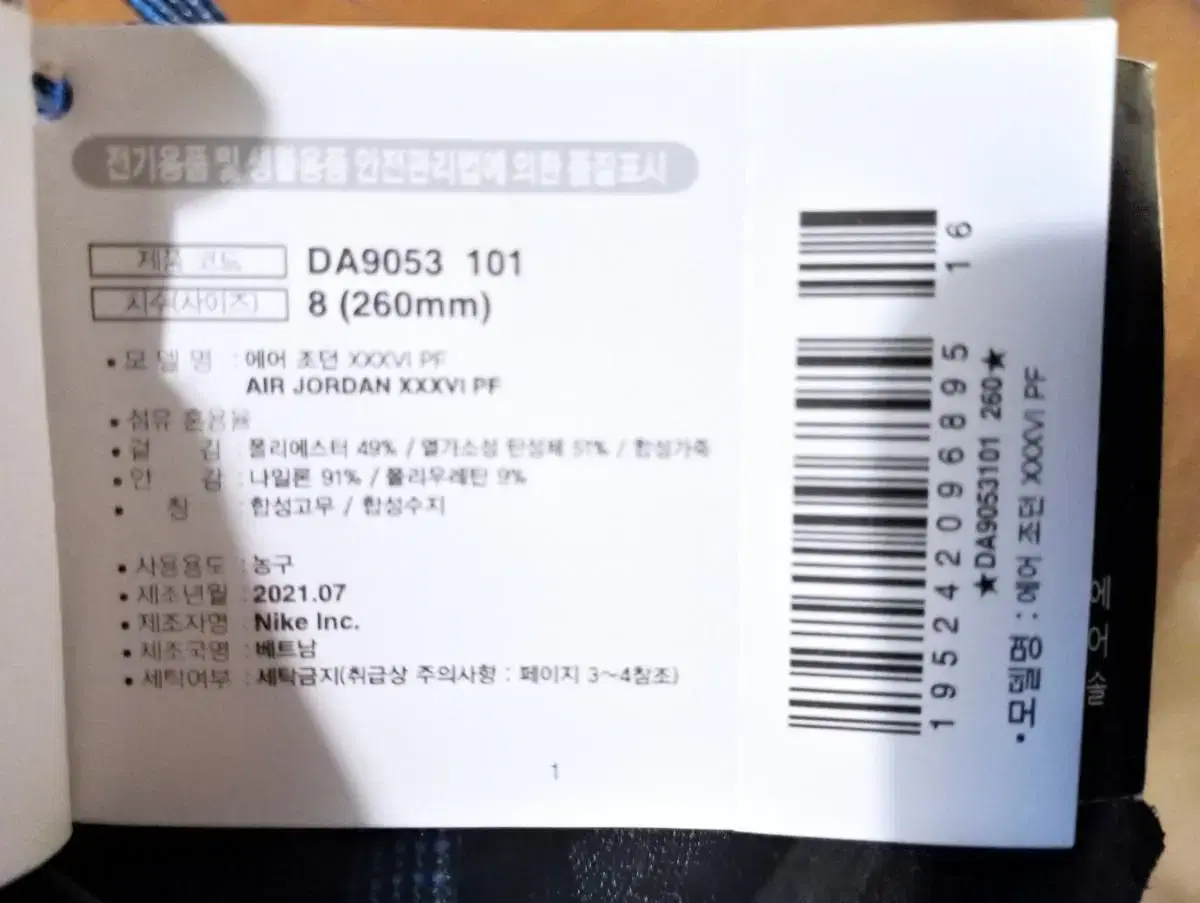 전기용품 및 생활용품 안전관리법에 의한 품질표시
제품 코드 DA9053 101
치수(사이즈) 8 (260mm)
• 모 델 명 : 에어 조던 XXXVI PF
AIR JORDAN XXXVI PF
• 섬유 혼용율
• 겉 감 : 폴리에스터 49% / 열가소성 탄성체 51% / 합성가죽
• 안 감 : 나일론 91% / 폴리우레탄 9%
• 창 : 합성고무 / 합성수지
• 사용용도 : 농구
• 제조년월 : 2021.07
• 제조자명 : Nike Inc.
• 제조국명 : 베트남
• 세탁여부 : 세탁금지(취급상 주의사항 : 페이지 3~4참조)
1
16
195242096895
★DA9053101 260★
• 모델명 : 에어 조던 XXXVI PF
에어솔